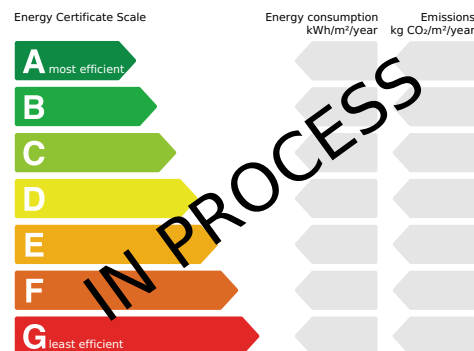 Energy Certificate Scale
Energy consumption
kWh/m²/year
Emissions
kg CO₂/m²/year
A most efficient
B
C
D
E
F
G least efficient
IN PROCESS